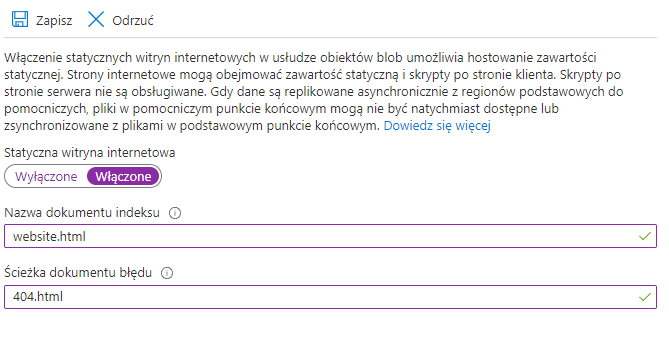 Zapisz Odrzuć
Włączenie statycznych witryn internetowych w usłudze obiektów blob umożliwia hostowanie zawartości
statycznej. Strony internetowe mogą obejmować zawartość statyczną i skrypty po stronie klienta. Skrypty po
stronie serwera nie są obsługiwane. Gdy dane są replikowane asynchronicznie z regionów podstawowych do
pomocniczych, pliki w pomocniczym punkcie końcowym mogą nie być natychmiast dostępne lub
zsynchronizowane z plikami w podstawowym punkcie końcowym. Dowiedz się więcej
Statyczna witryna internetowa
Wyłączone Włączone
Nazwa dokumentu indeksu
website.html
Ścieżka dokumentu błędu
404.html